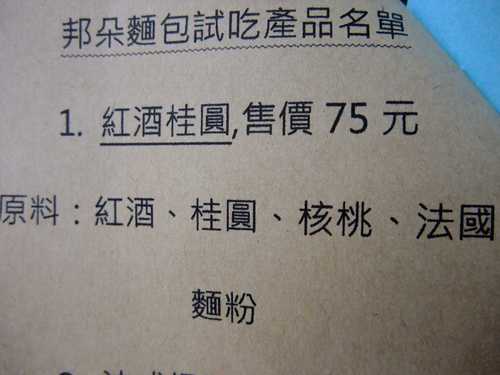 邦朵麵包試吃產品名單
1. 紅酒桂圓,售價 75 元
原料：紅酒、桂圓、核桃、法國
麵粉